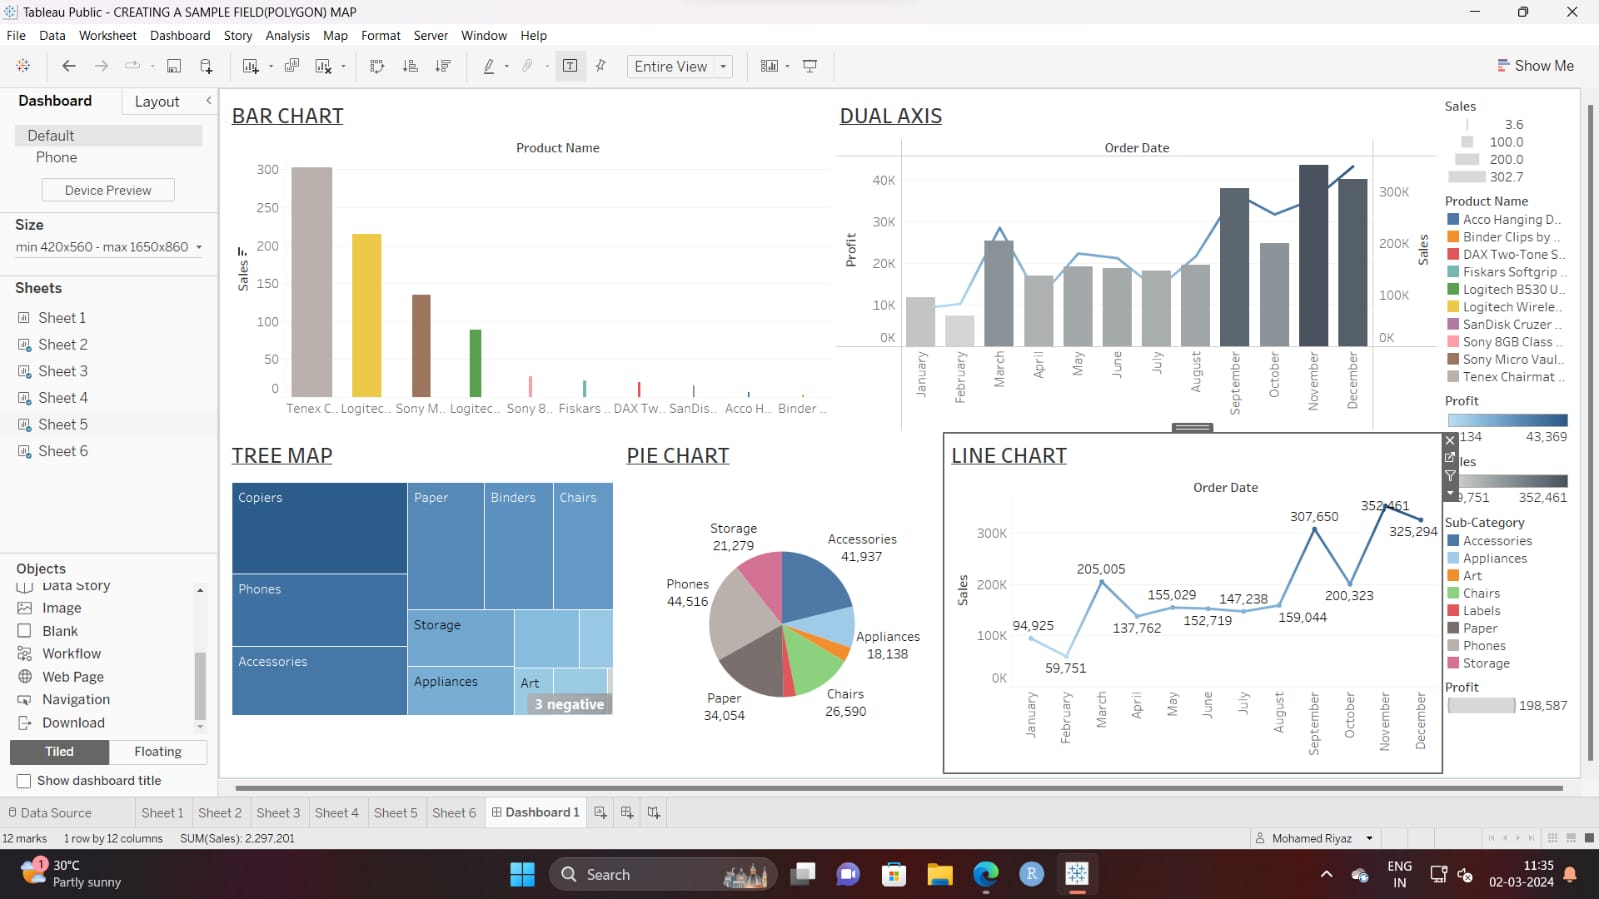 Tableau Public - CREATING A SAMPLE FIELD(POLYGON) MAP
File Data Worksheet Dashboard Story Analysis Map Format Server Window Help
Entire View
Show Me
Dashboard
Layout
Default
Phone
Device Preview
Size
min 420x560 - max 1650x860
Sheets
Sheet 1
Sheet 2
Sheet 3
Sheet 4
Sheet 5
Sheet 6
Objects
Data Story
Image
Blank
Workflow
Web Page
Navigation
Download
Tiled
Floating
Show dashboard title
BAR CHART
Product Name
Sales
300
250
200
150
100
50
0
Tenex C.. Logitec.. Sony M.. Logitec.. Sony 8.. Fiskars .. DAX Tw.. SanDis.. Acco H.. Binder ..
DUAL AXIS
Order Date
Profit
40K
30K
20K
10K
0K
300K
200K
100K
0K
Sales
January
February
March
April
May
June
July
August
September
October
November
December
TREE MAP
Copiers
Phones
Accessories
Paper
Binders
Chairs
Storage
Appliances
Art
3 negative
PIE CHART
Storage
21,279
Accessories
41,937
Phones
44,516
Appliances
18,138
Paper
34,054
Chairs
26,590
LINE CHART
Order Date
Sales
300K
200K
100K
0K
94,925
59,751
205,005
137,762
155,029
152,719
147,238
159,044
307,650
200,323
352,461
325,294
January
February
March
April
May
June
July
August
September
October
November
December
Sales
3.6
100.0
200.0
302.7
Product Name
Acco Hanging D..
Binder Clips by ..
DAX Two-Tone S..
Fiskars Softgrip ..
Logitech B530 U..
Logitech Wirele..
SanDisk Cruzer ..
Sony 8GB Class ..
Sony Micro Vaul..
Tenex Chairmat ..
Profit
134
43,369
les
9,751
352,461
Sub-Category
Accessories
Appliances
Art
Chairs
Labels
Paper
Phones
Storage
Profit
198,587
Data Source
Sheet 1
Sheet 2
Sheet 3
Sheet 4
Sheet 5
Sheet 6
Dashboard 1
12 marks
1 row by 12 columns
SUM(Sales): 2,297,201
Mohamed Riyaz
1
30°C
Partly sunny
Search
R
ENG
IN
11:35
02-03-2024